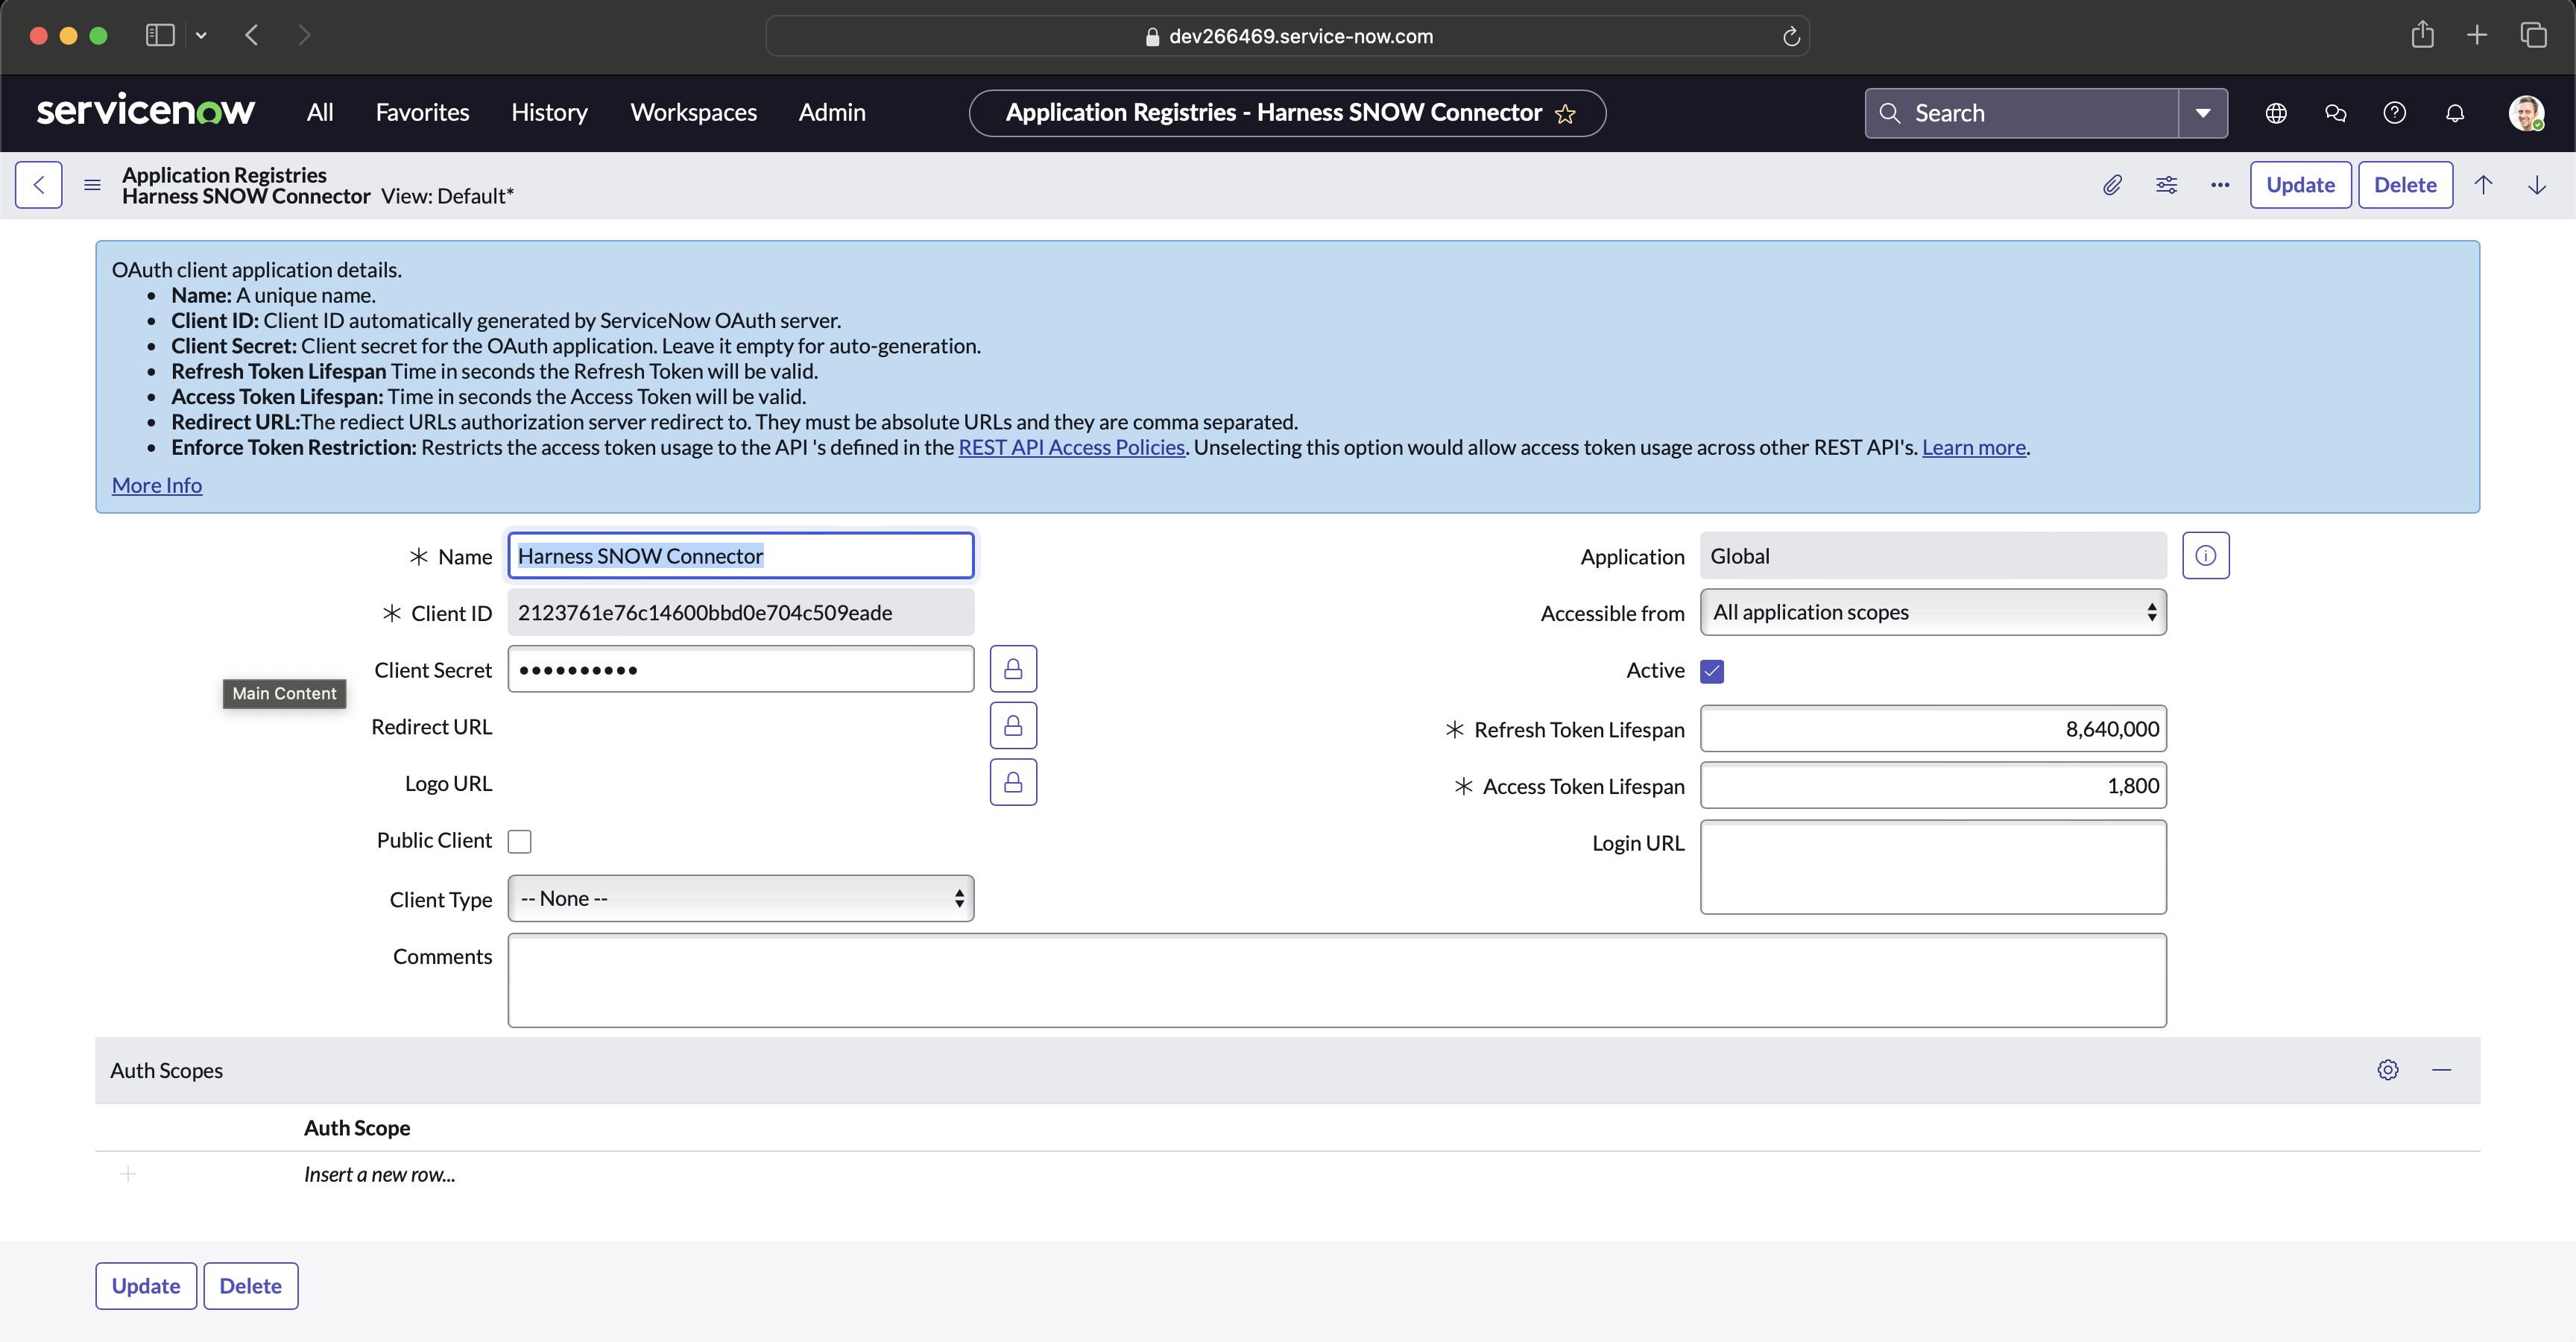 dev266469.service-now.com
servicenow
All
Favorites
History
Workspaces
Admin
Application Registries - Harness SNOW Connector
Search
Application Registries
Harness SNOW Connector View: Default*
Update
Delete
OAuth client application details.
Name: A unique name.
Client ID: Client ID automatically generated by ServiceNow OAuth server.
Client Secret: Client secret for the OAuth application. Leave it empty for auto-generation.
Refresh Token Lifespan Time in seconds the Refresh Token will be valid.
Access Token Lifespan: Time in seconds the Access Token will be valid.
Redirect URL:The rediect URLs authorization server redirect to. They must be absolute URLs and they are comma separated.
Enforce Token Restriction: Restricts the access token usage to the API 's defined in the REST API Access Policies. Unselecting this option would allow access token usage across other REST API's. Learn more.
More Info
Name
Harness SNOW Connector
Client ID
2123761e76c14600bbd0e704c509eade
Client Secret
••••••••••
Main Content
Redirect URL
Logo URL
Public Client
Client Type
-- None --
Application
Global
Accessible from
All application scopes
Active
Refresh Token Lifespan
8,640,000
Access Token Lifespan
1,800
Login URL
Comments
Auth Scopes
Auth Scope
Insert a new row...
Update
Delete